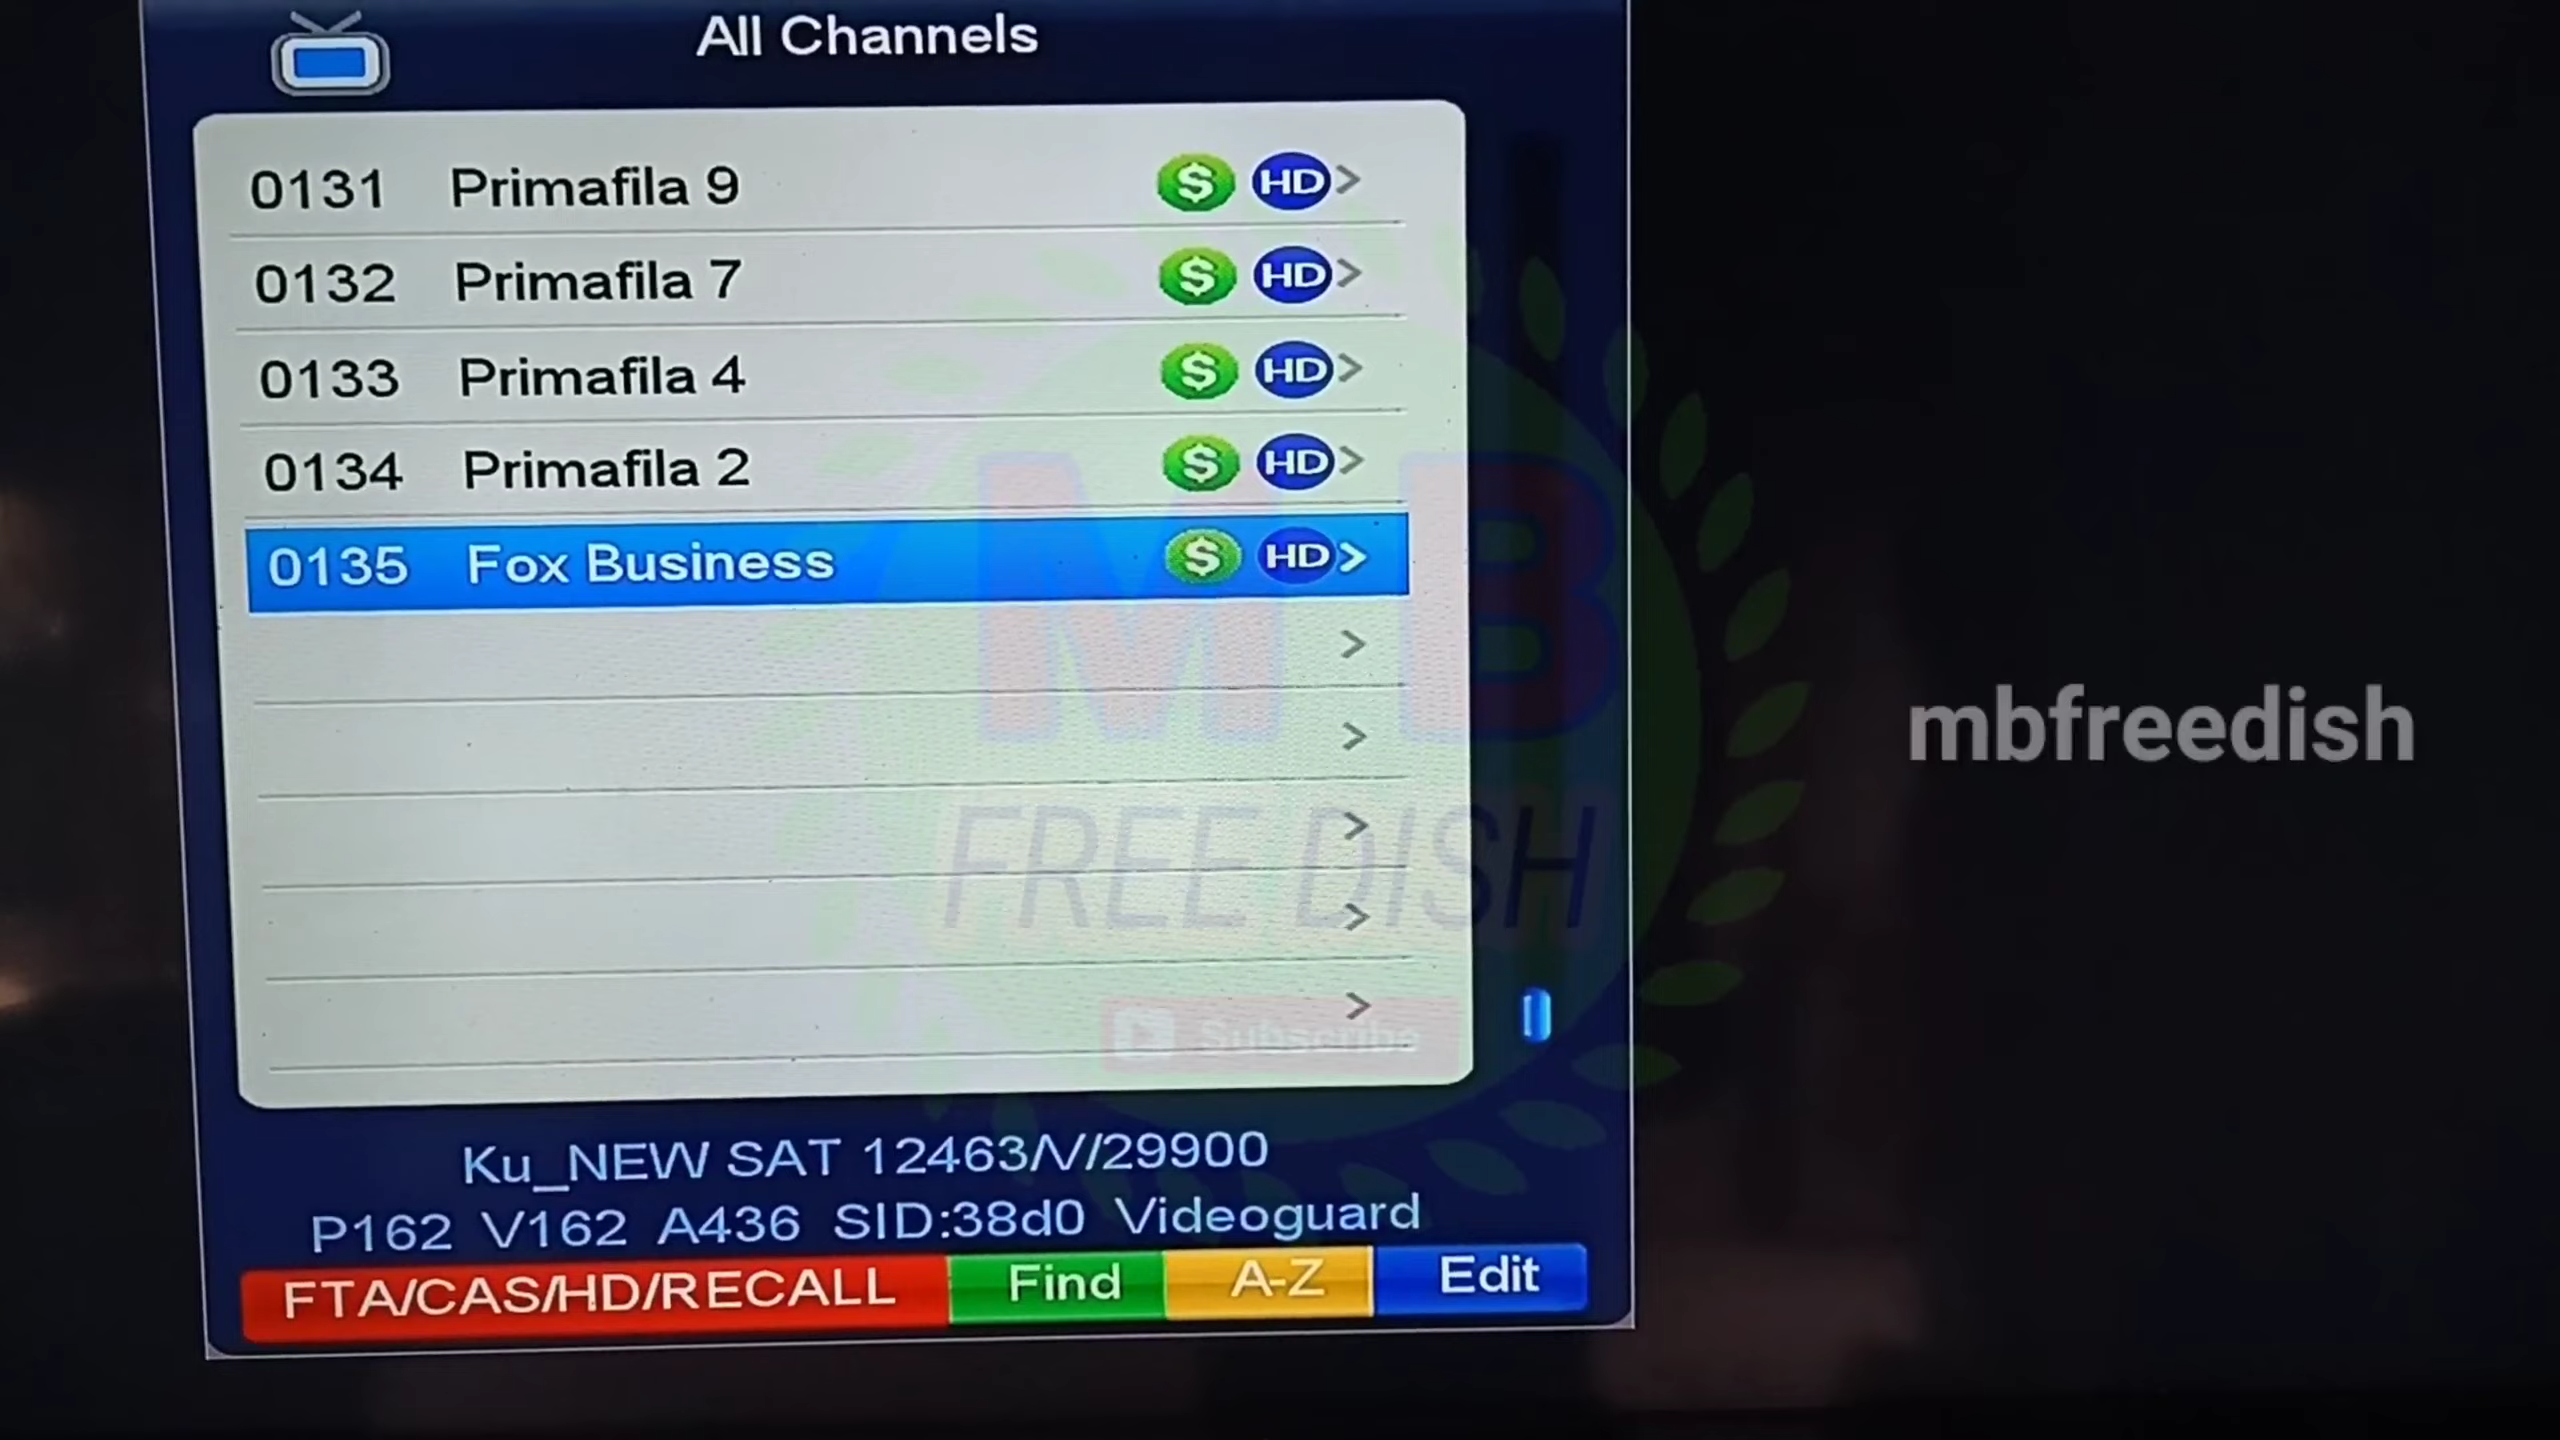 All Channels
0131 Primafila 9 $ HD >
0132 Primafila 7 $ HD >
0133 Primafila 4 $ HD >
0134 Primafila 2 $ HD >
0135 Fox Business $ HD >
>
>
>
>
>
MB
FREE DISH
Subscribe
mbfreedish
Ku_NEW SAT 12463/V/29900
P162 V162 A436 SID:38d0 Videoguard
FTA/CAS/HD/RECALL Find A-Z Edit